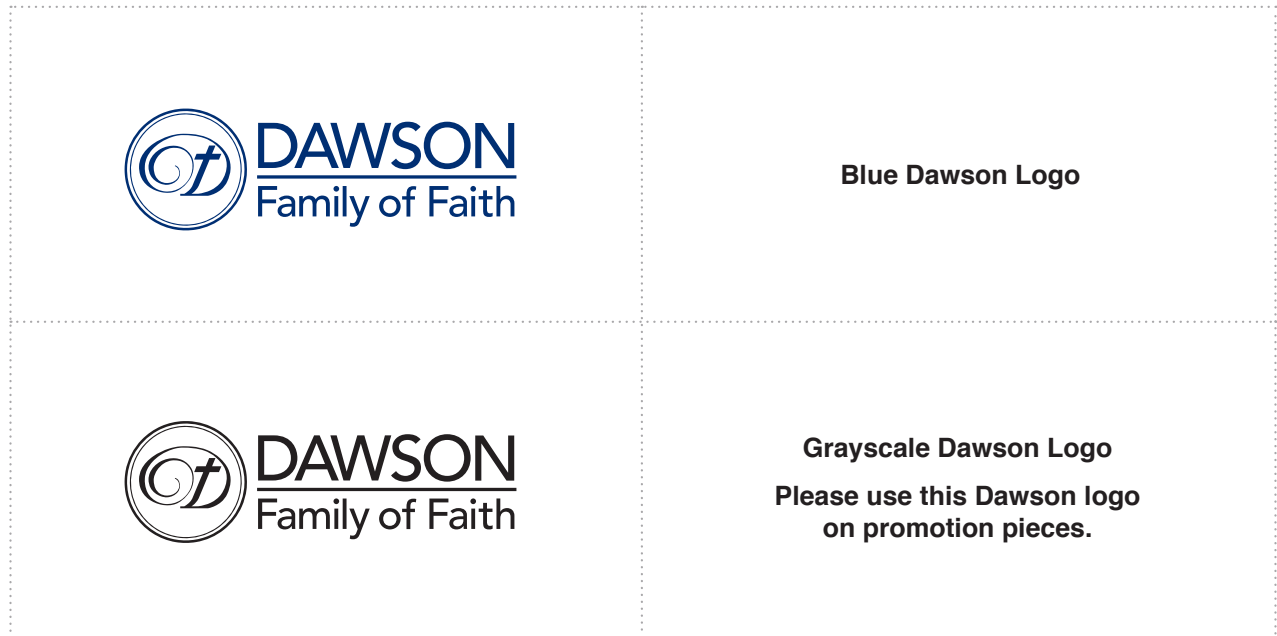 DAWSON
Family of Faith
Blue Dawson Logo
DAWSON
Family of Faith
Grayscale Dawson Logo
Please use this Dawson logo
on promotion pieces.